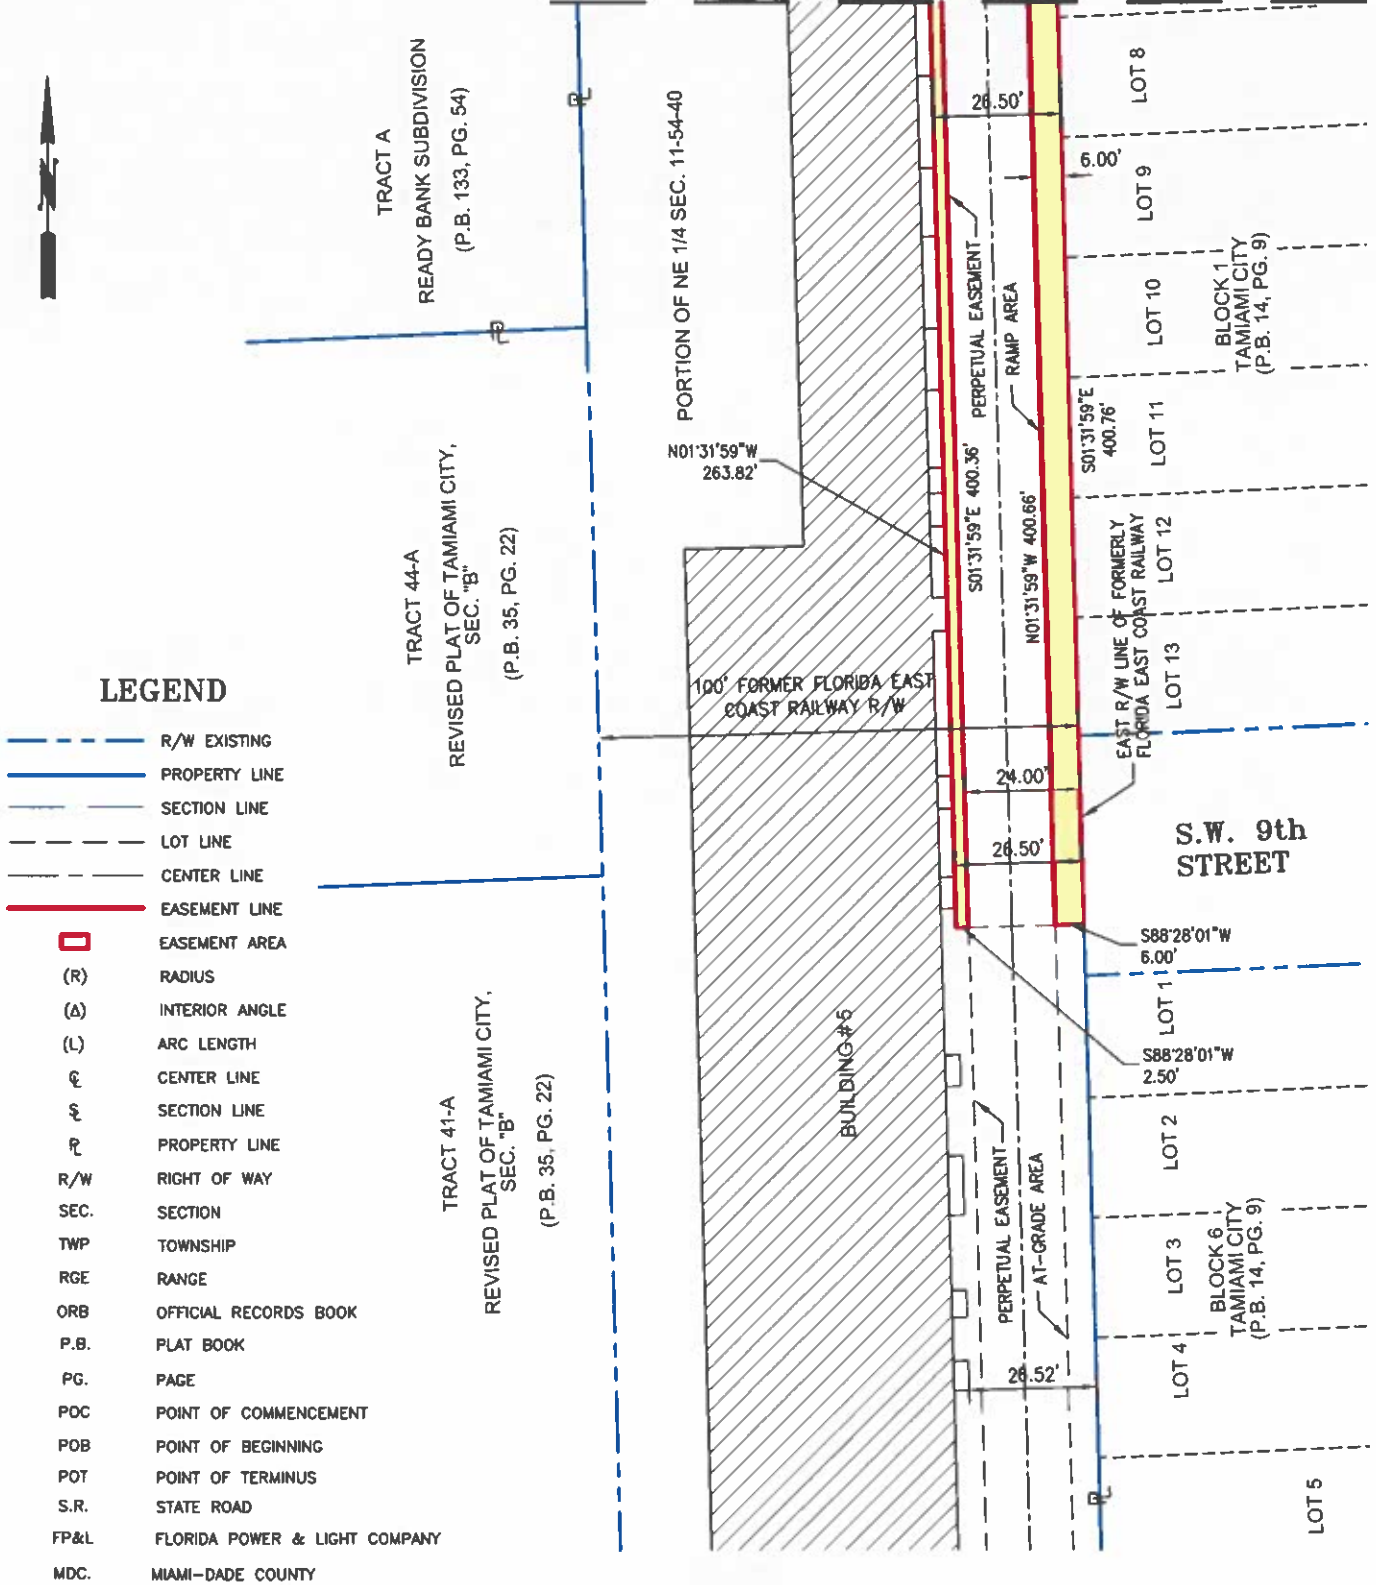 N
TRACT A
READY BANK SUBDIVISION
(P.B. 133, PG. 54)
PORTION OF NE 1/4 SEC. 11-54-40
26.50'
6.00'
LOT 8
LOT 9
LOT 10
LOT 11
LOT 12
LOT 13
BLOCK 1
TAMIAMI CITY
(P.B. 14, PG. 9)
PERPETUAL EASEMENT
RAMP AREA
N01°31'59"W
263.82'
S01°31'59"E 400.36'
N01°31'59"W 400.66'
S01°31'59"E
400.76'
EAST R/W LINE OF FORMERLY
FLORIDA EAST COAST RAILWAY
TRACT 44-A
REVISED PLAT OF TAMIAMI CITY,
SEC. "B"
(P.B. 35, PG. 22)
100' FORMER FLORIDA EAST
COAST RAILWAY R/W
24.00'
26.50'
S.W. 9th
STREET
S88°28'01"W
6.00'
S88°28'01"W
2.50'
BUILDING#5
PERPETUAL EASEMENT
AT-GRADE AREA
26.52'
LOT 1
LOT 2
LOT 3
LOT 4
LOT 5
BLOCK 6
TAMIAMI CITY
(P.B. 14, PG. 9)
TRACT 41-A
REVISED PLAT OF TAMIAMI CITY,
SEC. "B"
(P.B. 35, PG. 22)
LEGEND
R/W EXISTING
PROPERTY LINE
SECTION LINE
LOT LINE
CENTER LINE
EASEMENT LINE
EASEMENT AREA
(R) RADIUS
(Δ) INTERIOR ANGLE
(L) ARC LENGTH
CENTER LINE
SECTION LINE
PROPERTY LINE
R/W RIGHT OF WAY
SEC. SECTION
TWP TOWNSHIP
RGE RANGE
ORB OFFICIAL RECORDS BOOK
P.B. PLAT BOOK
PG. PAGE
POC POINT OF COMMENCEMENT
POB POINT OF BEGINNING
POT POINT OF TERMINUS
S.R. STATE ROAD
FP&L FLORIDA POWER & LIGHT COMPANY
MDC. MIAMI-DADE COUNTY